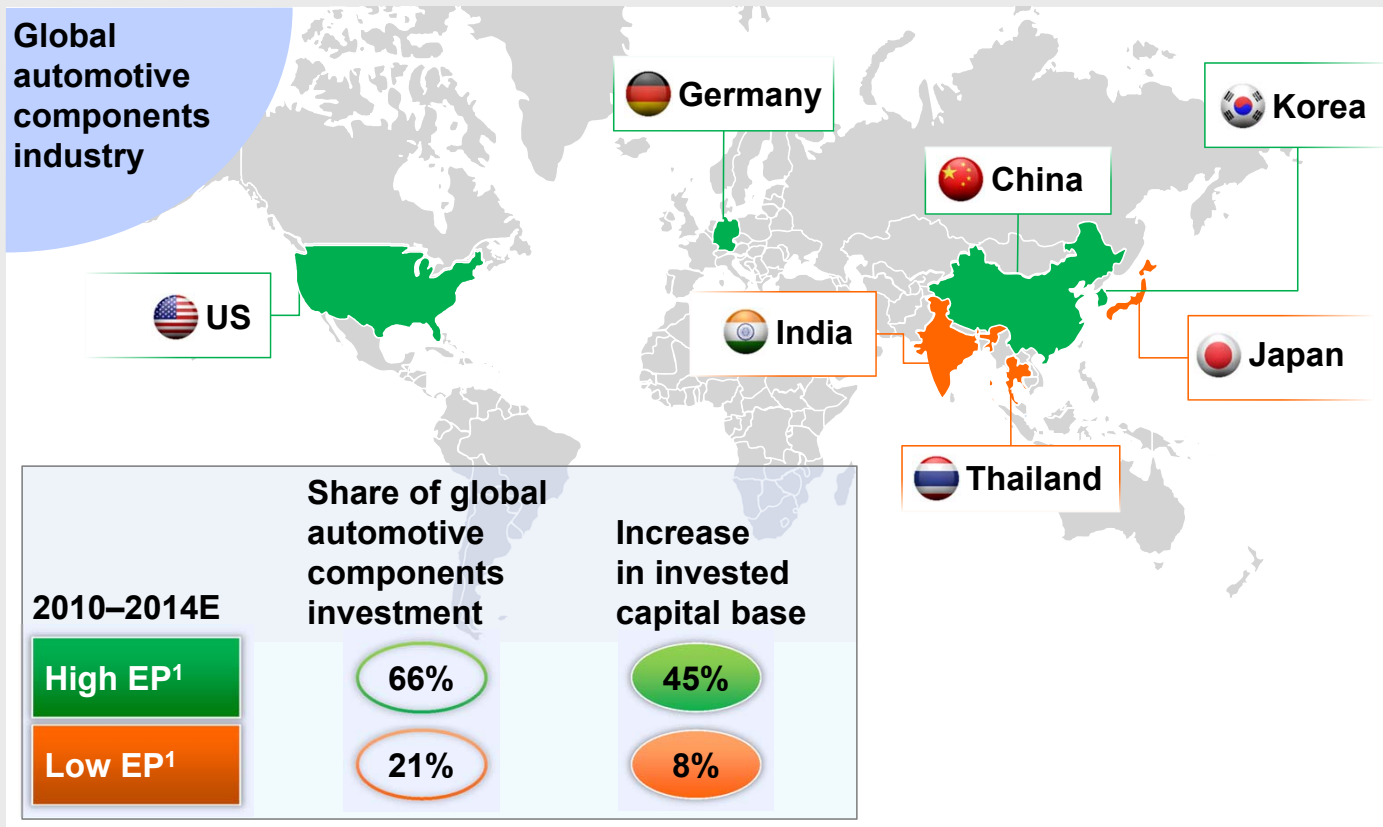 Global
automotive
components
industry
Germany
Korea
China
US
India
Japan
Thailand
2010–2014E
Share of global
automotive
components
investment
Increase
in invested
capital base
High EP¹
66%
45%
Low EP¹
21%
8%